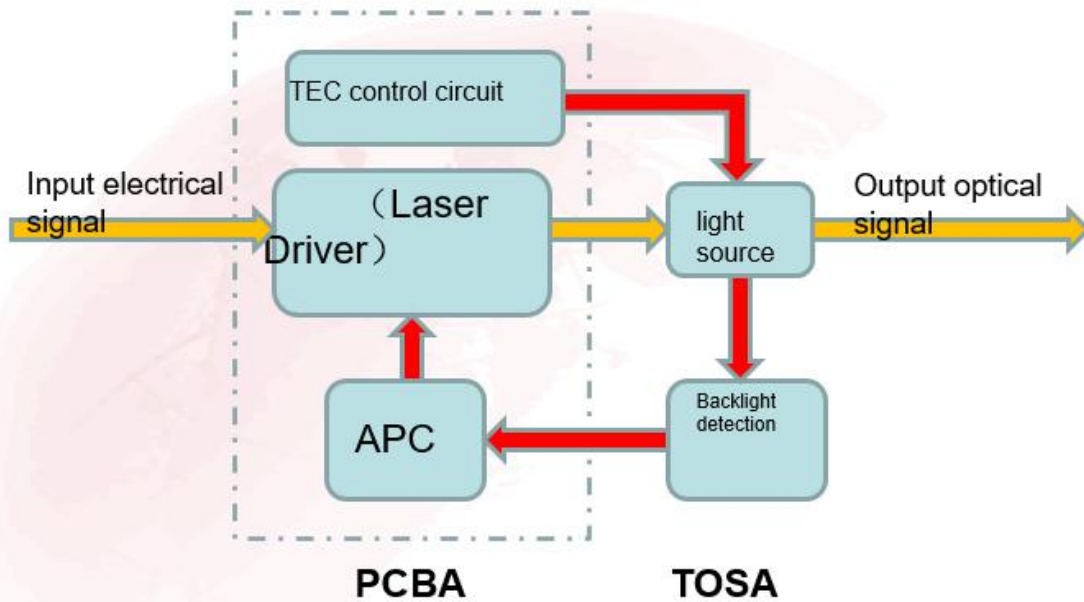 TEC control circuit
Input electrical
signal
（Laser
Driver）
light
source
Output optical
signal
APC
Backlight
detection
PCBA
TOSA